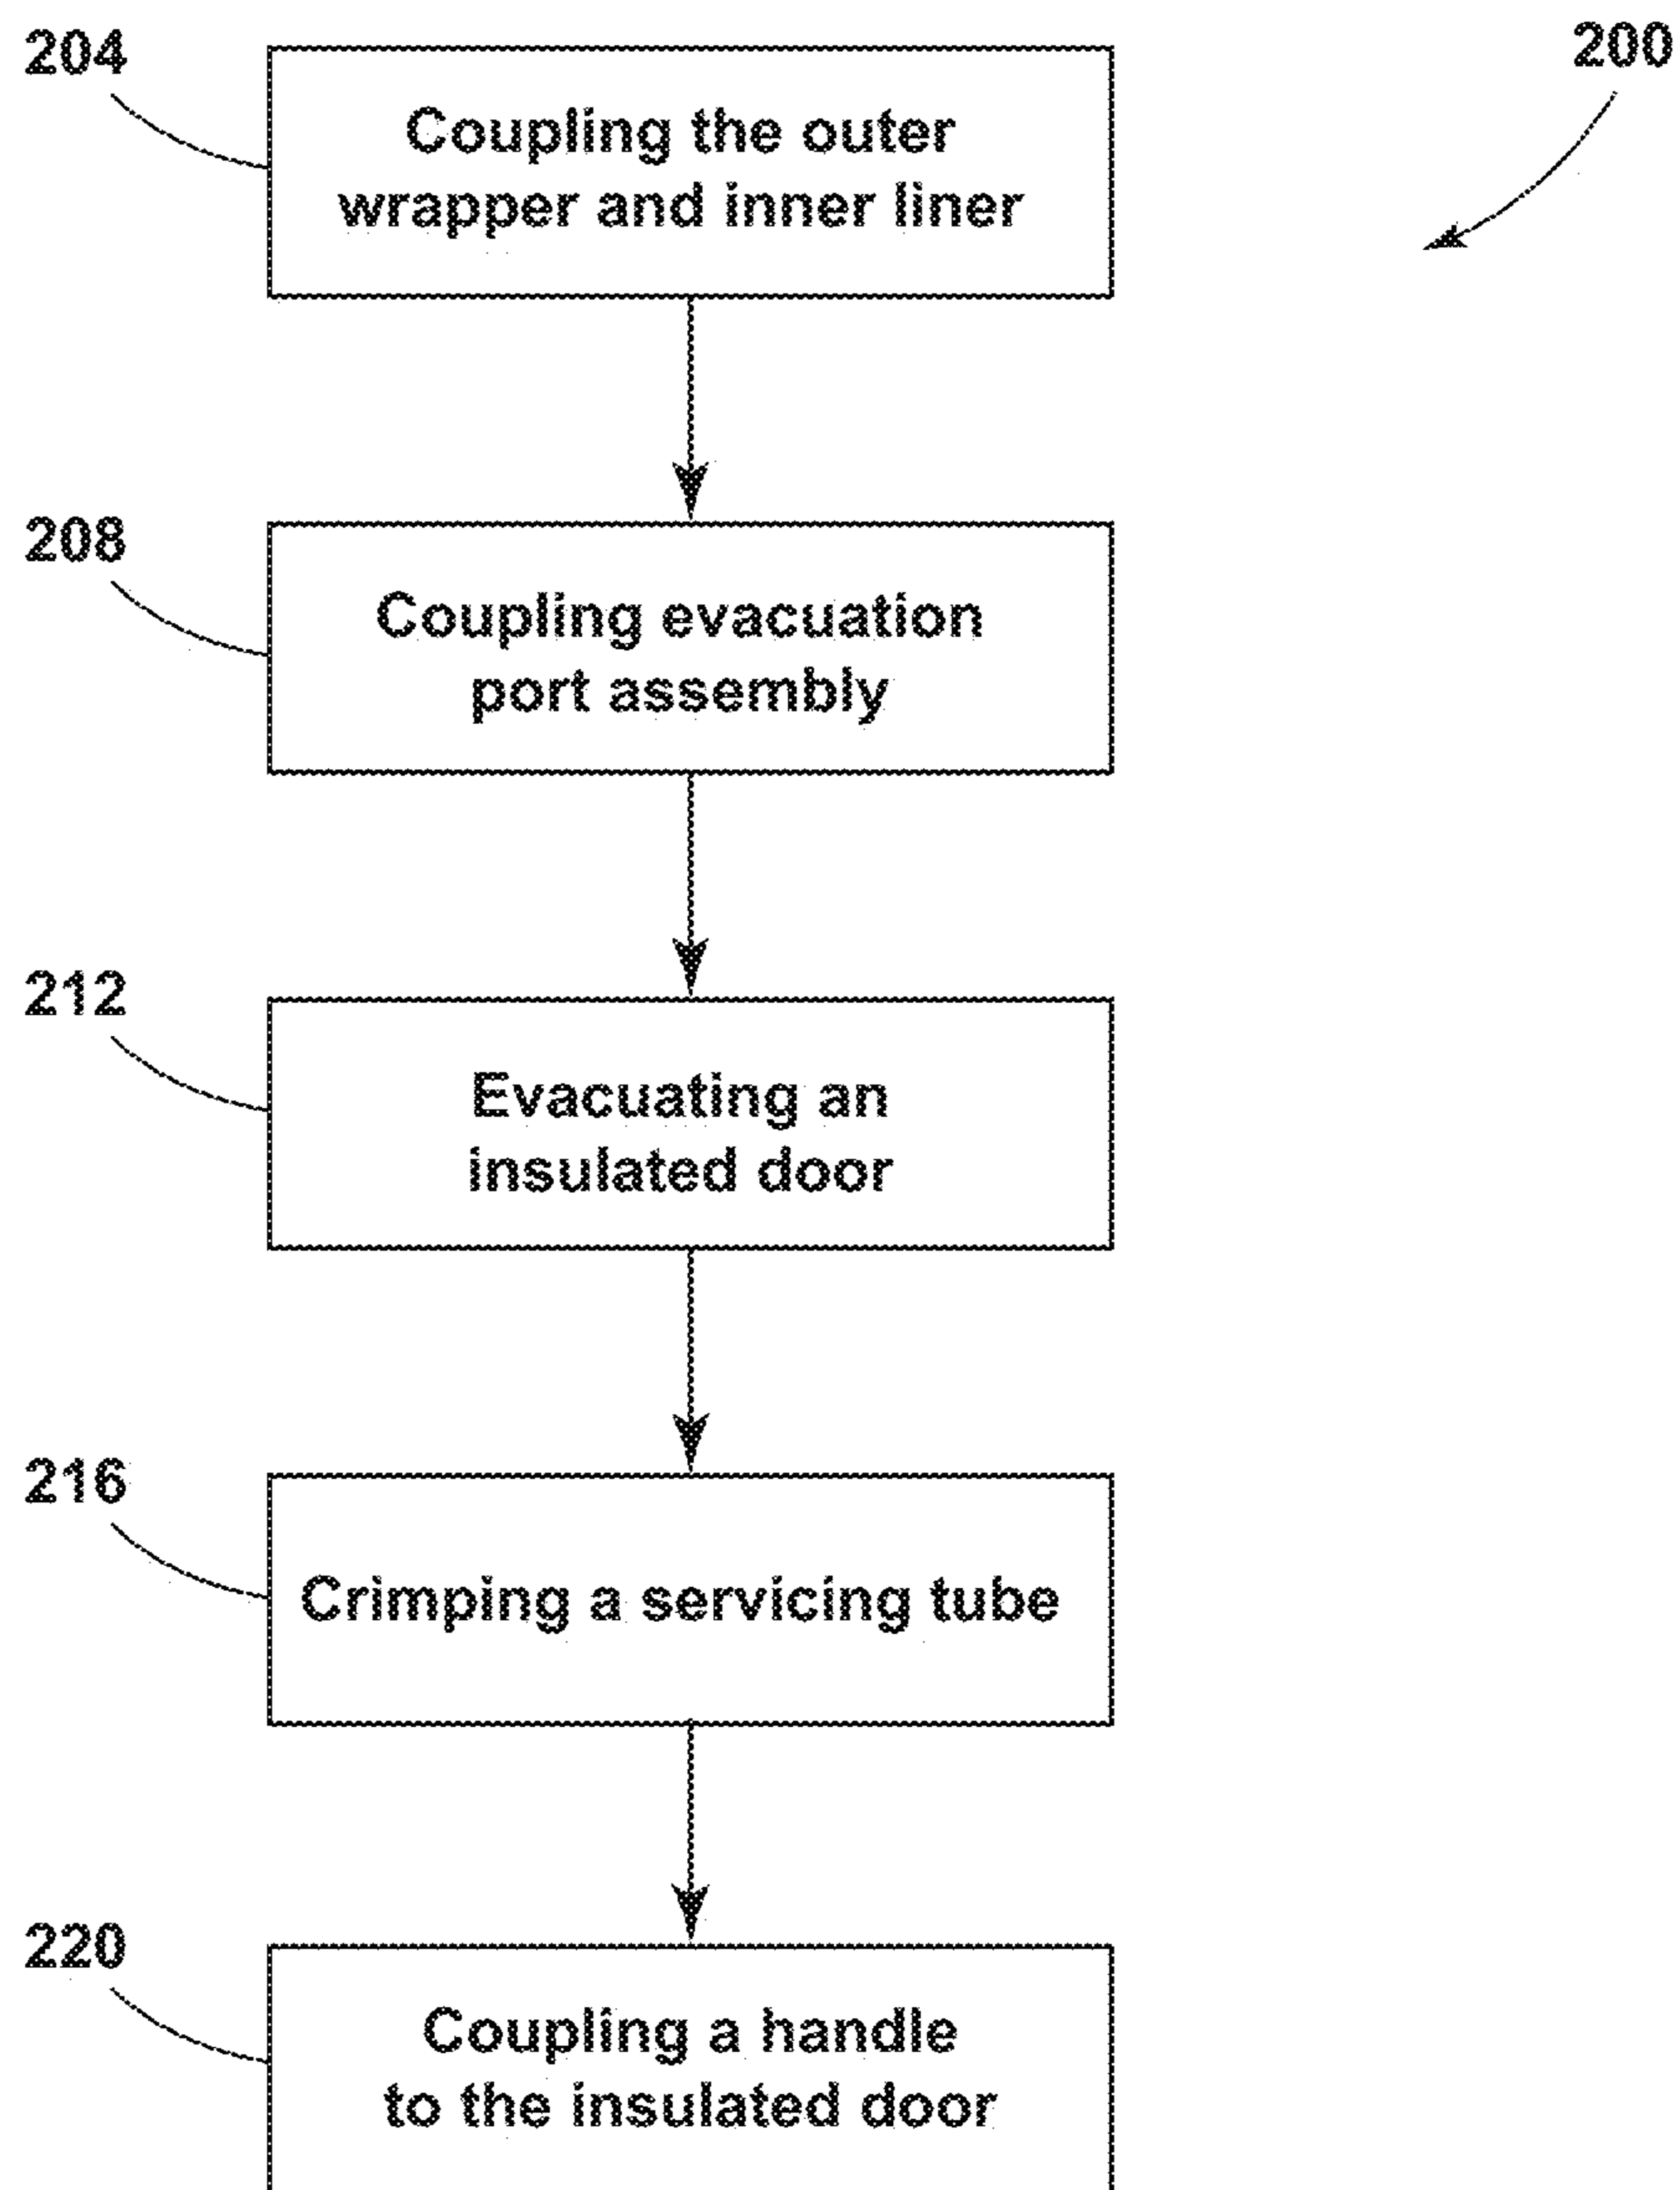 204
200
Coupling the outer
wrapper and inner liner
208
Coupling evacuation
port assembly
212
Evacuating an
insulated door
216
Crimping a servicing tube
220
Coupling a handle
to the insulated door